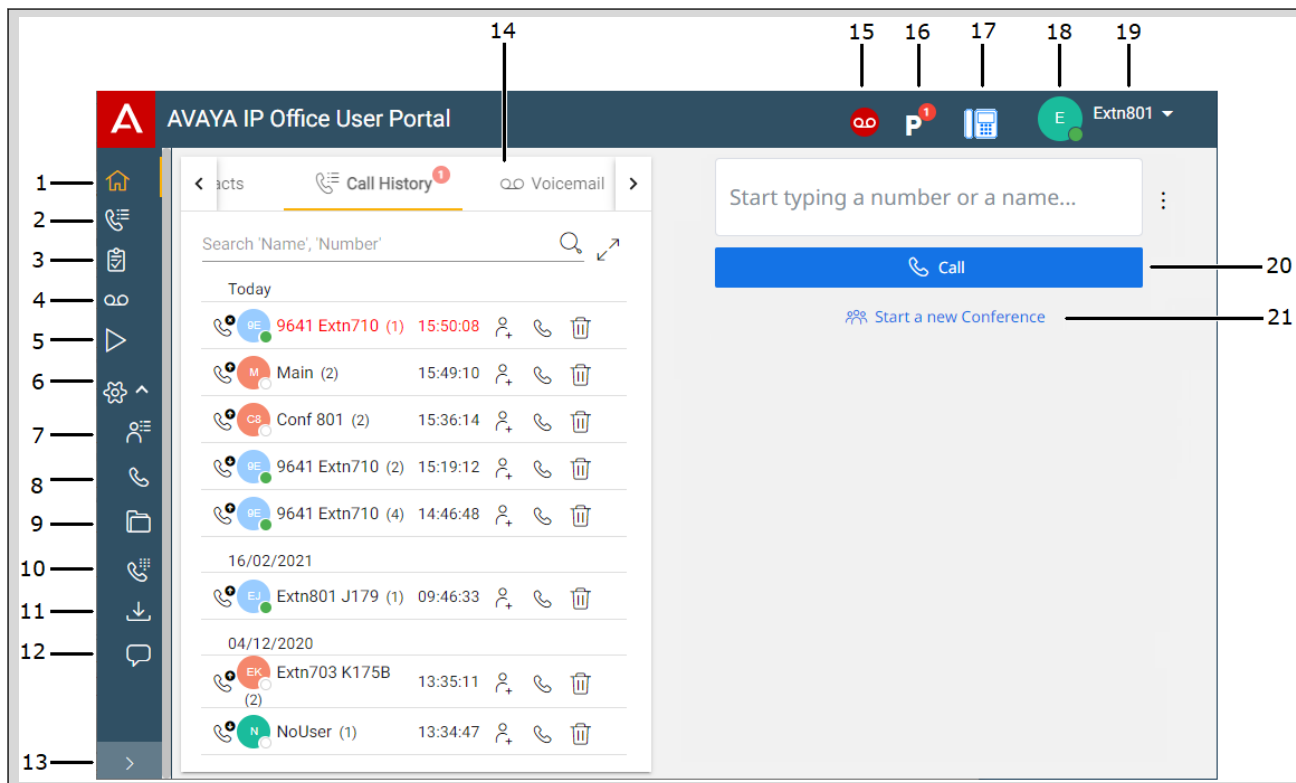 14 15 16 17 18 19
AVAYA IP Office User Portal
P 1
E
Extn801
1
2
3
4
5
6
7
8
9
10
11
12
13
acts
Call History 1
Voicemail
Search 'Name', 'Number'
Today
9E 9641 Extn710 (1) 15:50:08
M Main (2) 15:49:10
C8 Conf 801 (2) 15:36:14
9E 9641 Extn710 (2) 15:19:12
9E 9641 Extn710 (4) 14:46:48
16/02/2021
EJ Extn801 J179 (1) 09:46:33
04/12/2020
EK Extn703 K175B 13:35:11
(2)
N NoUser (1) 13:34:47
Start typing a number or a name...
Call
20
Start a new Conference
21